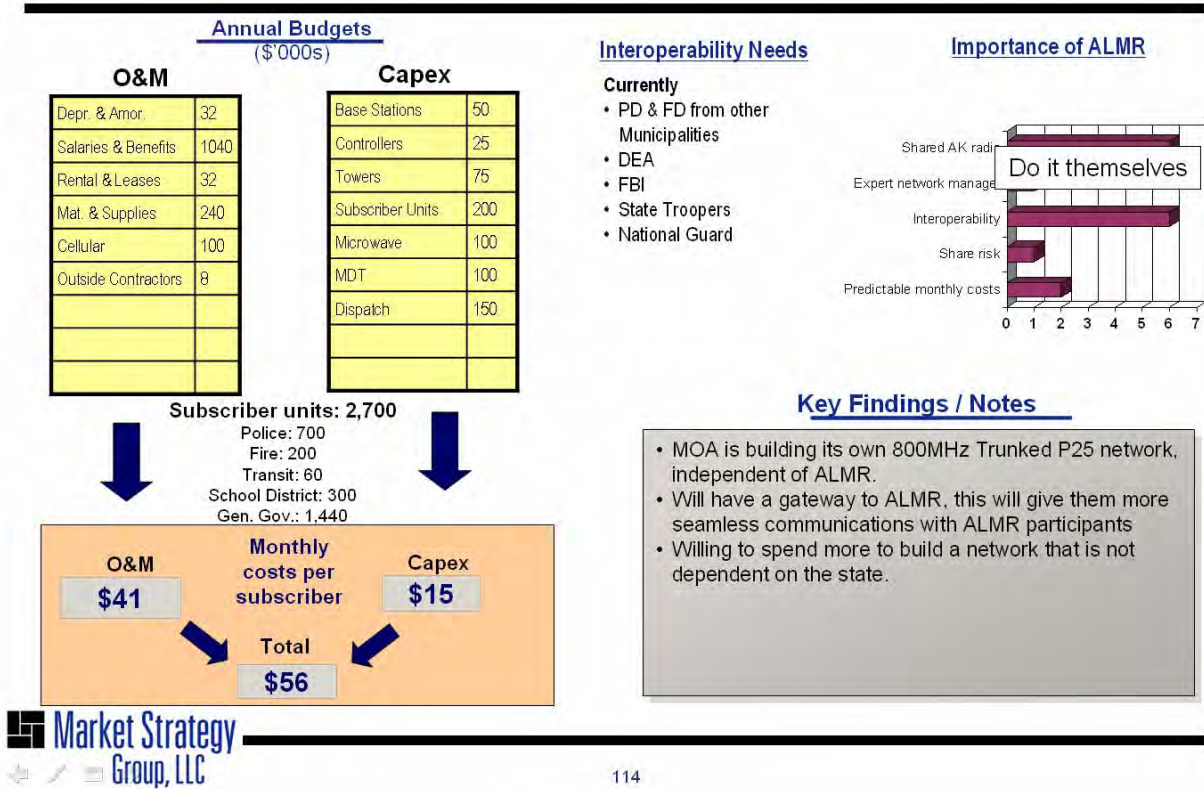 Annual Budgets
($'000s)
O&M
Depr. & Amor. 32
Salaries & Benefits 1040
Rental & Leases 32
Mat. & Supplies 240
Cellular 100
Outside Contractors 8
Capex
Base Stations 50
Controllers 25
Towers 75
Subscriber Units 200
Microwave 100
MDT 100
Dispatch 150
Subscriber units: 2,700
Police: 700
Fire: 200
Transit: 60
School District: 300
Gen. Gov.: 1,440
Monthly
costs per
subscriber
O&M
$41
Capex
$15
Total
$56
Interoperability Needs
Currently
• PD & FD from other
Municipalities
• DEA
• FBI
• State Troopers
• National Guard
Importance of ALMR
Shared AK
Do it themselves
Expert network
Interoperability
Share risk
Predictable monthly costs
0 1 2 3 4 5 6 7
Key Findings / Notes
• MOA is building its own 800MHz Trunked P25 network,
independent of ALMR.
• Will have a gateway to ALMR, this will give them more
seamless communications with ALMR participants
• Willing to spend more to build a network that is not
dependent on the state.
Market Strategy
Group, LLC
114